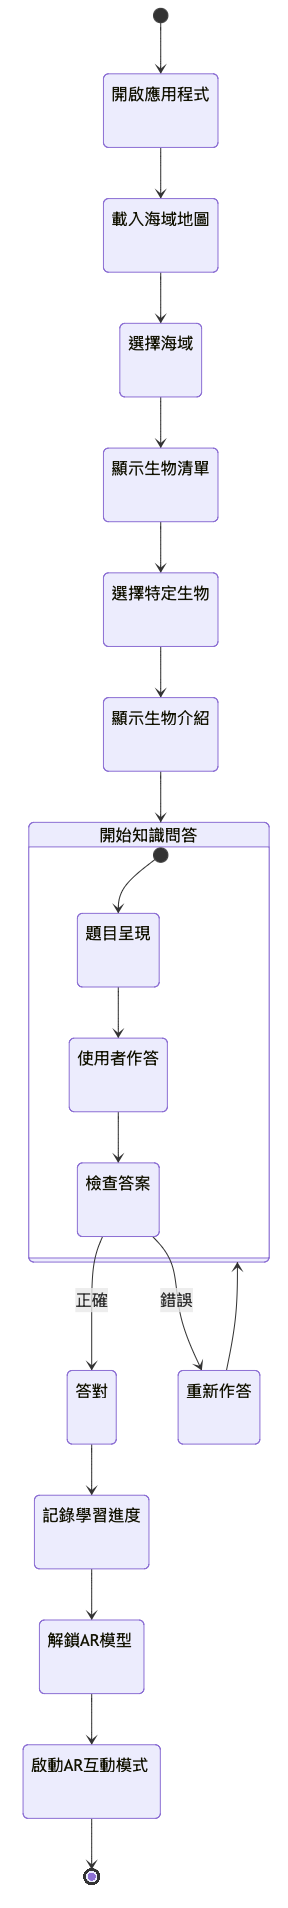 開啟應用程式
載入海域地圖
選擇海域
顯示生物清單
選擇特定生物
顯示生物介紹
開始知識問答
題目呈現
使用者作答
檢查答案
正確
錯誤
答對
重新作答
記錄學習進度
解鎖AR模型
啟動AR互動模式